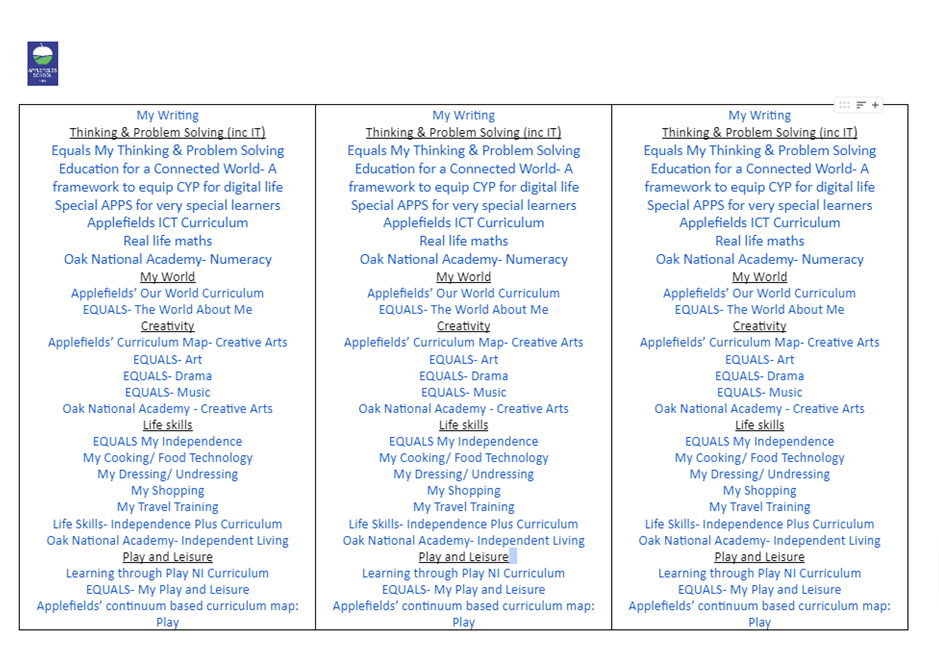 APPLEFIELDS
SCHOOL
My Writing
Thinking & Problem Solving (inc IT)
Equals My Thinking & Problem Solving
Education for a Connected World- A
framework to equip CYP for digital life
Special APPS for very special learners
Applefields ICT Curriculum
Real life maths
Oak National Academy- Numeracy
My World
Applefields’ Our World Curriculum
EQUALS- The World About Me
Creativity
Applefields’ Curriculum Map- Creative Arts
EQUALS- Art
EQUALS- Drama
EQUALS- Music
Oak National Academy - Creative Arts
Life skills
EQUALS My Independence
My Cooking/ Food Technology
My Dressing/ Undressing
My Shopping
My Travel Training
Life Skills- Independence Plus Curriculum
Oak National Academy- Independent Living
Play and Leisure
Learning through Play NI Curriculum
EQUALS- My Play and Leisure
Applefields’ continuum based curriculum map:
Play
My Writing
Thinking & Problem Solving (inc IT)
Equals My Thinking & Problem Solving
Education for a Connected World- A
framework to equip CYP for digital life
Special APPS for very special learners
Applefields ICT Curriculum
Real life maths
Oak National Academy- Numeracy
My World
Applefields’ Our World Curriculum
EQUALS- The World About Me
Creativity
Applefields’ Curriculum Map- Creative Arts
EQUALS- Art
EQUALS- Drama
EQUALS- Music
Oak National Academy - Creative Arts
Life skills
EQUALS My Independence
My Cooking/ Food Technology
My Dressing/ Undressing
My Shopping
My Travel Training
Life Skills- Independence Plus Curriculum
Oak National Academy- Independent Living
Play and Leisure
Learning through Play NI Curriculum
EQUALS- My Play and Leisure
Applefields’ continuum based curriculum map:
Play
My Writing
Thinking & Problem Solving (inc IT)
Equals My Thinking & Problem Solving
Education for a Connected World- A
framework to equip CYP for digital life
Special APPS for very special learners
Applefields ICT Curriculum
Real life maths
Oak National Academy- Numeracy
My World
Applefields’ Our World Curriculum
EQUALS- The World About Me
Creativity
Applefields’ Curriculum Map- Creative Arts
EQUALS- Art
EQUALS- Drama
EQUALS- Music
Oak National Academy - Creative Arts
Life skills
EQUALS My Independence
My Cooking/ Food Technology
My Dressing/ Undressing
My Shopping
My Travel Training
Life Skills- Independence Plus Curriculum
Oak National Academy- Independent Living
Play and Leisure
Learning through Play NI Curriculum
EQUALS- My Play and Leisure
Applefields’ continuum based curriculum map:
Play